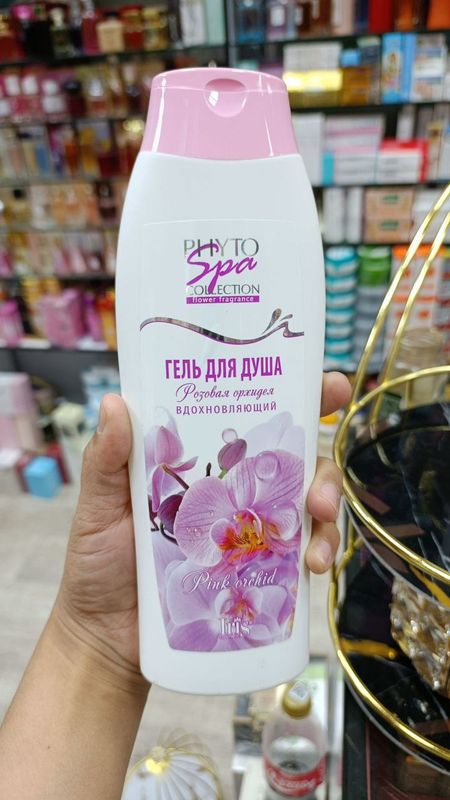 PHYTO
Spa
COLLECTION
flower fragrance
ГЕЛЬ ДЛЯ ДУША
Розовая орхидея
ВДОХНОВЛЯЮЩИЙ
Pink orchid
Iris